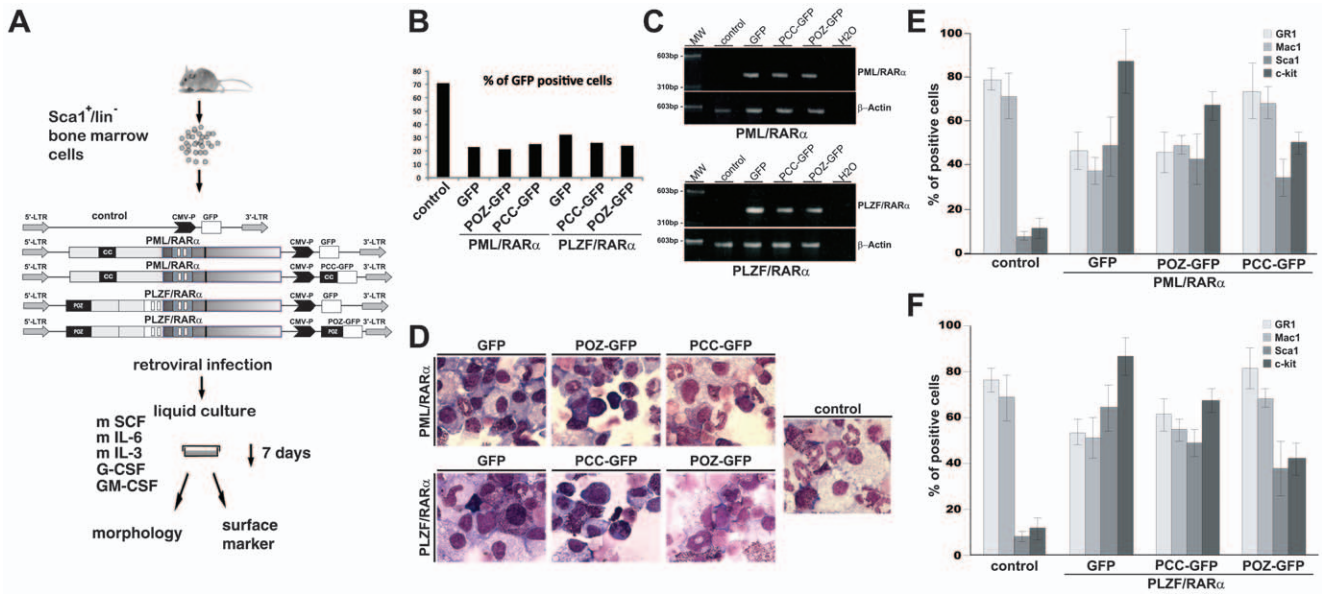 A
Sca1+/lin-
bone marrow
cells
5'-LTR control CMV-P GFP 3'-LTR
5'-LTR PML/RARα CMV-P GFP 3'-LTR
CC
5'-LTR PML/RARα CMV-P PCC-GFP 3'-LTR
CC CC
5'-LTR PLZF/RARα CMV-P GFP 3'-LTR
POZ
5'-LTR PLZF/RARα CMV-P POZ-GFP 3'-LTR
POZ POZ
retroviral infection
liquid culture
m SCF
m IL-6
m IL-3
G-CSF
GM-CSF
7 days
morphology
surface
marker
B
% of GFP positive cells
80
70
60
50
40
30
20
10
0
control GFP POZ-GFP PCC-GFP GFP PCC-GFP POZ-GFP
PML/RARα PLZF/RARα
C
MW control GFP PCC-GFP POZ-GFP H2O
603bp
310bp
603bp
PML/RARα
β-Actin
PML/RARα
MW control GFP PCC-GFP POZ-GFP H2O
603bp
310bp
603bp
PLZF/RARα
β-Actin
PLZF/RARα
D
GFP POZ-GFP PCC-GFP
PML/RARα
control
GFP PCC-GFP POZ-GFP
PLZF/RARα
E
GR1
Mac1
Sca1
c-kit
% of positive cells
100
80
60
40
20
0
control GFP POZ-GFP PCC-GFP
PML/RARα
F
GR1
Mac1
Sca1
c-kit
% of positive cells
100
80
60
40
20
0
control GFP PCC-GFP POZ-GFP
PLZF/RARα